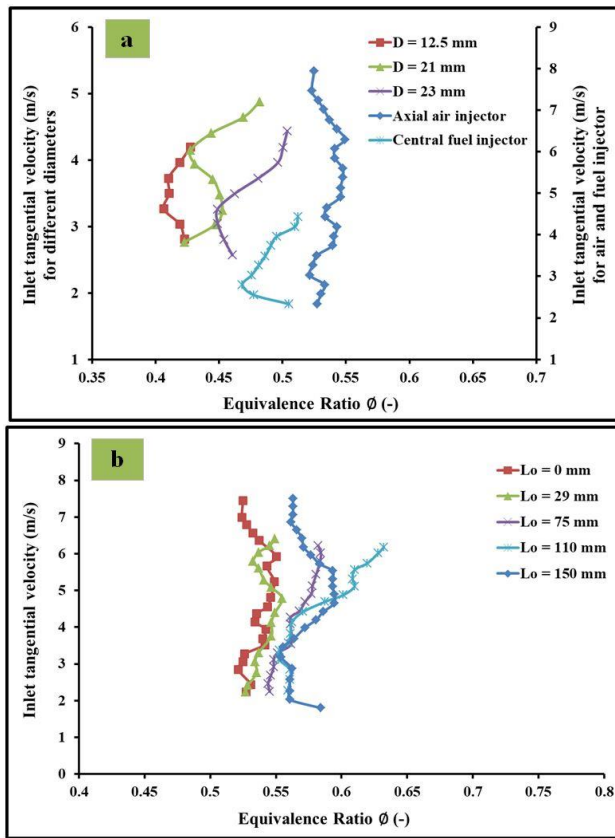 a
6
5
4
3
2
1
9
8
7
6
5
4
3
2
1
0.35
0.4
0.45
0.5
0.55
0.6
0.65
0.7
Inlet tangential velocity (m/s)
for different diameters
Inlet tangential velocity (m/s)
for air and fuel injector
Equivalence Ratio ∅ (-)
D = 12.5 mm
D = 21 mm
D = 23 mm
Axial air injector
Central fuel injector
b
9
8
7
6
5
4
3
2
1
0
0.4
0.45
0.5
0.55
0.6
0.65
0.7
0.75
0.8
Inlet tangential velocity (m/s)
Equivalence Ratio ∅ (-)
Lo = 0 mm
Lo = 29 mm
Lo = 75 mm
Lo = 110 mm
Lo = 150 mm